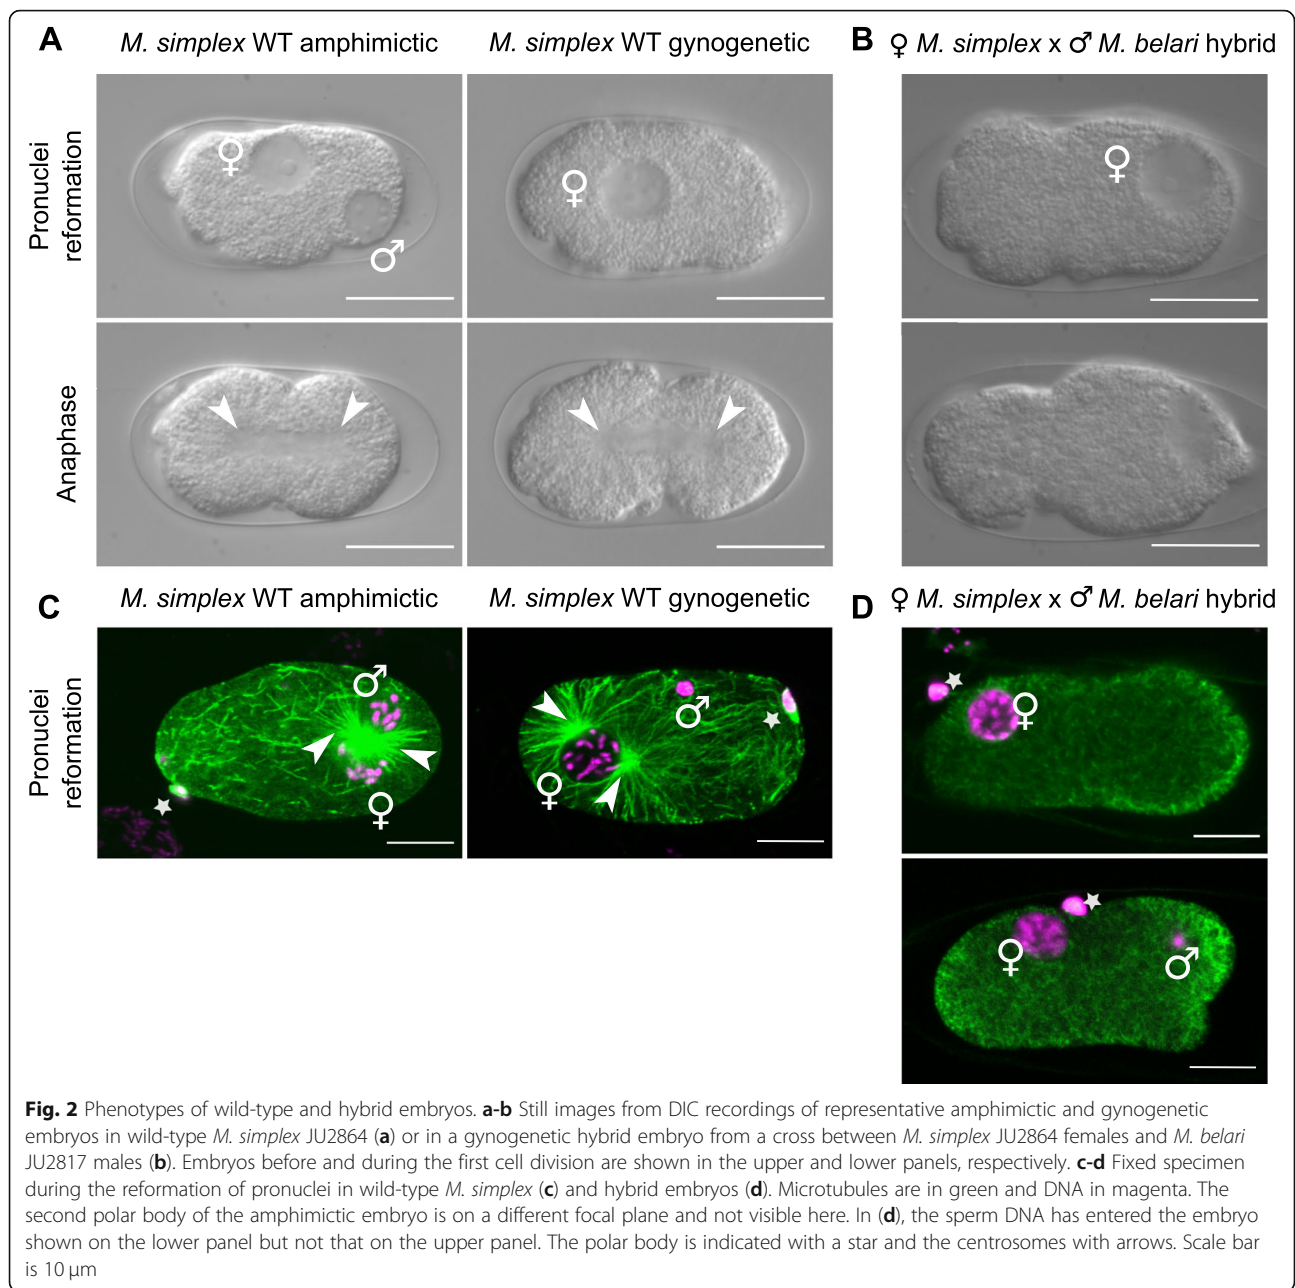 A
M. simplex WT amphimictic
M. simplex WT gynogenetic
B
♀ M. simplex x ♂ M. belari hybrid
Pronuclei
reformation
♀
♂
♀
♀
Anaphase
C
M. simplex WT amphimictic
M. simplex WT gynogenetic
D
♀ M. simplex x ♂ M. belari hybrid
Pronuclei
reformation
♂
♀
♂
♀
♀
♀
♂
Fig. 2 Phenotypes of wild-type and hybrid embryos. a-b Still images from DIC recordings of representative amphimictic and gynogenetic
embryos in wild-type M. simplex JU2864 (a) or in a gynogenetic hybrid embryo from a cross between M. simplex JU2864 females and M. belari
JU2817 males (b). Embryos before and during the first cell division are shown in the upper and lower panels, respectively. c-d Fixed specimen
during the reformation of pronuclei in wild-type M. simplex (c) and hybrid embryos (d). Microtubules are in green and DNA in magenta. The
second polar body of the amphimictic embryo is on a different focal plane and not visible here. In (d), the sperm DNA has entered the embryo
shown on the lower panel but not that on the upper panel. The polar body is indicated with a star and the centrosomes with arrows. Scale bar
is 10 μm